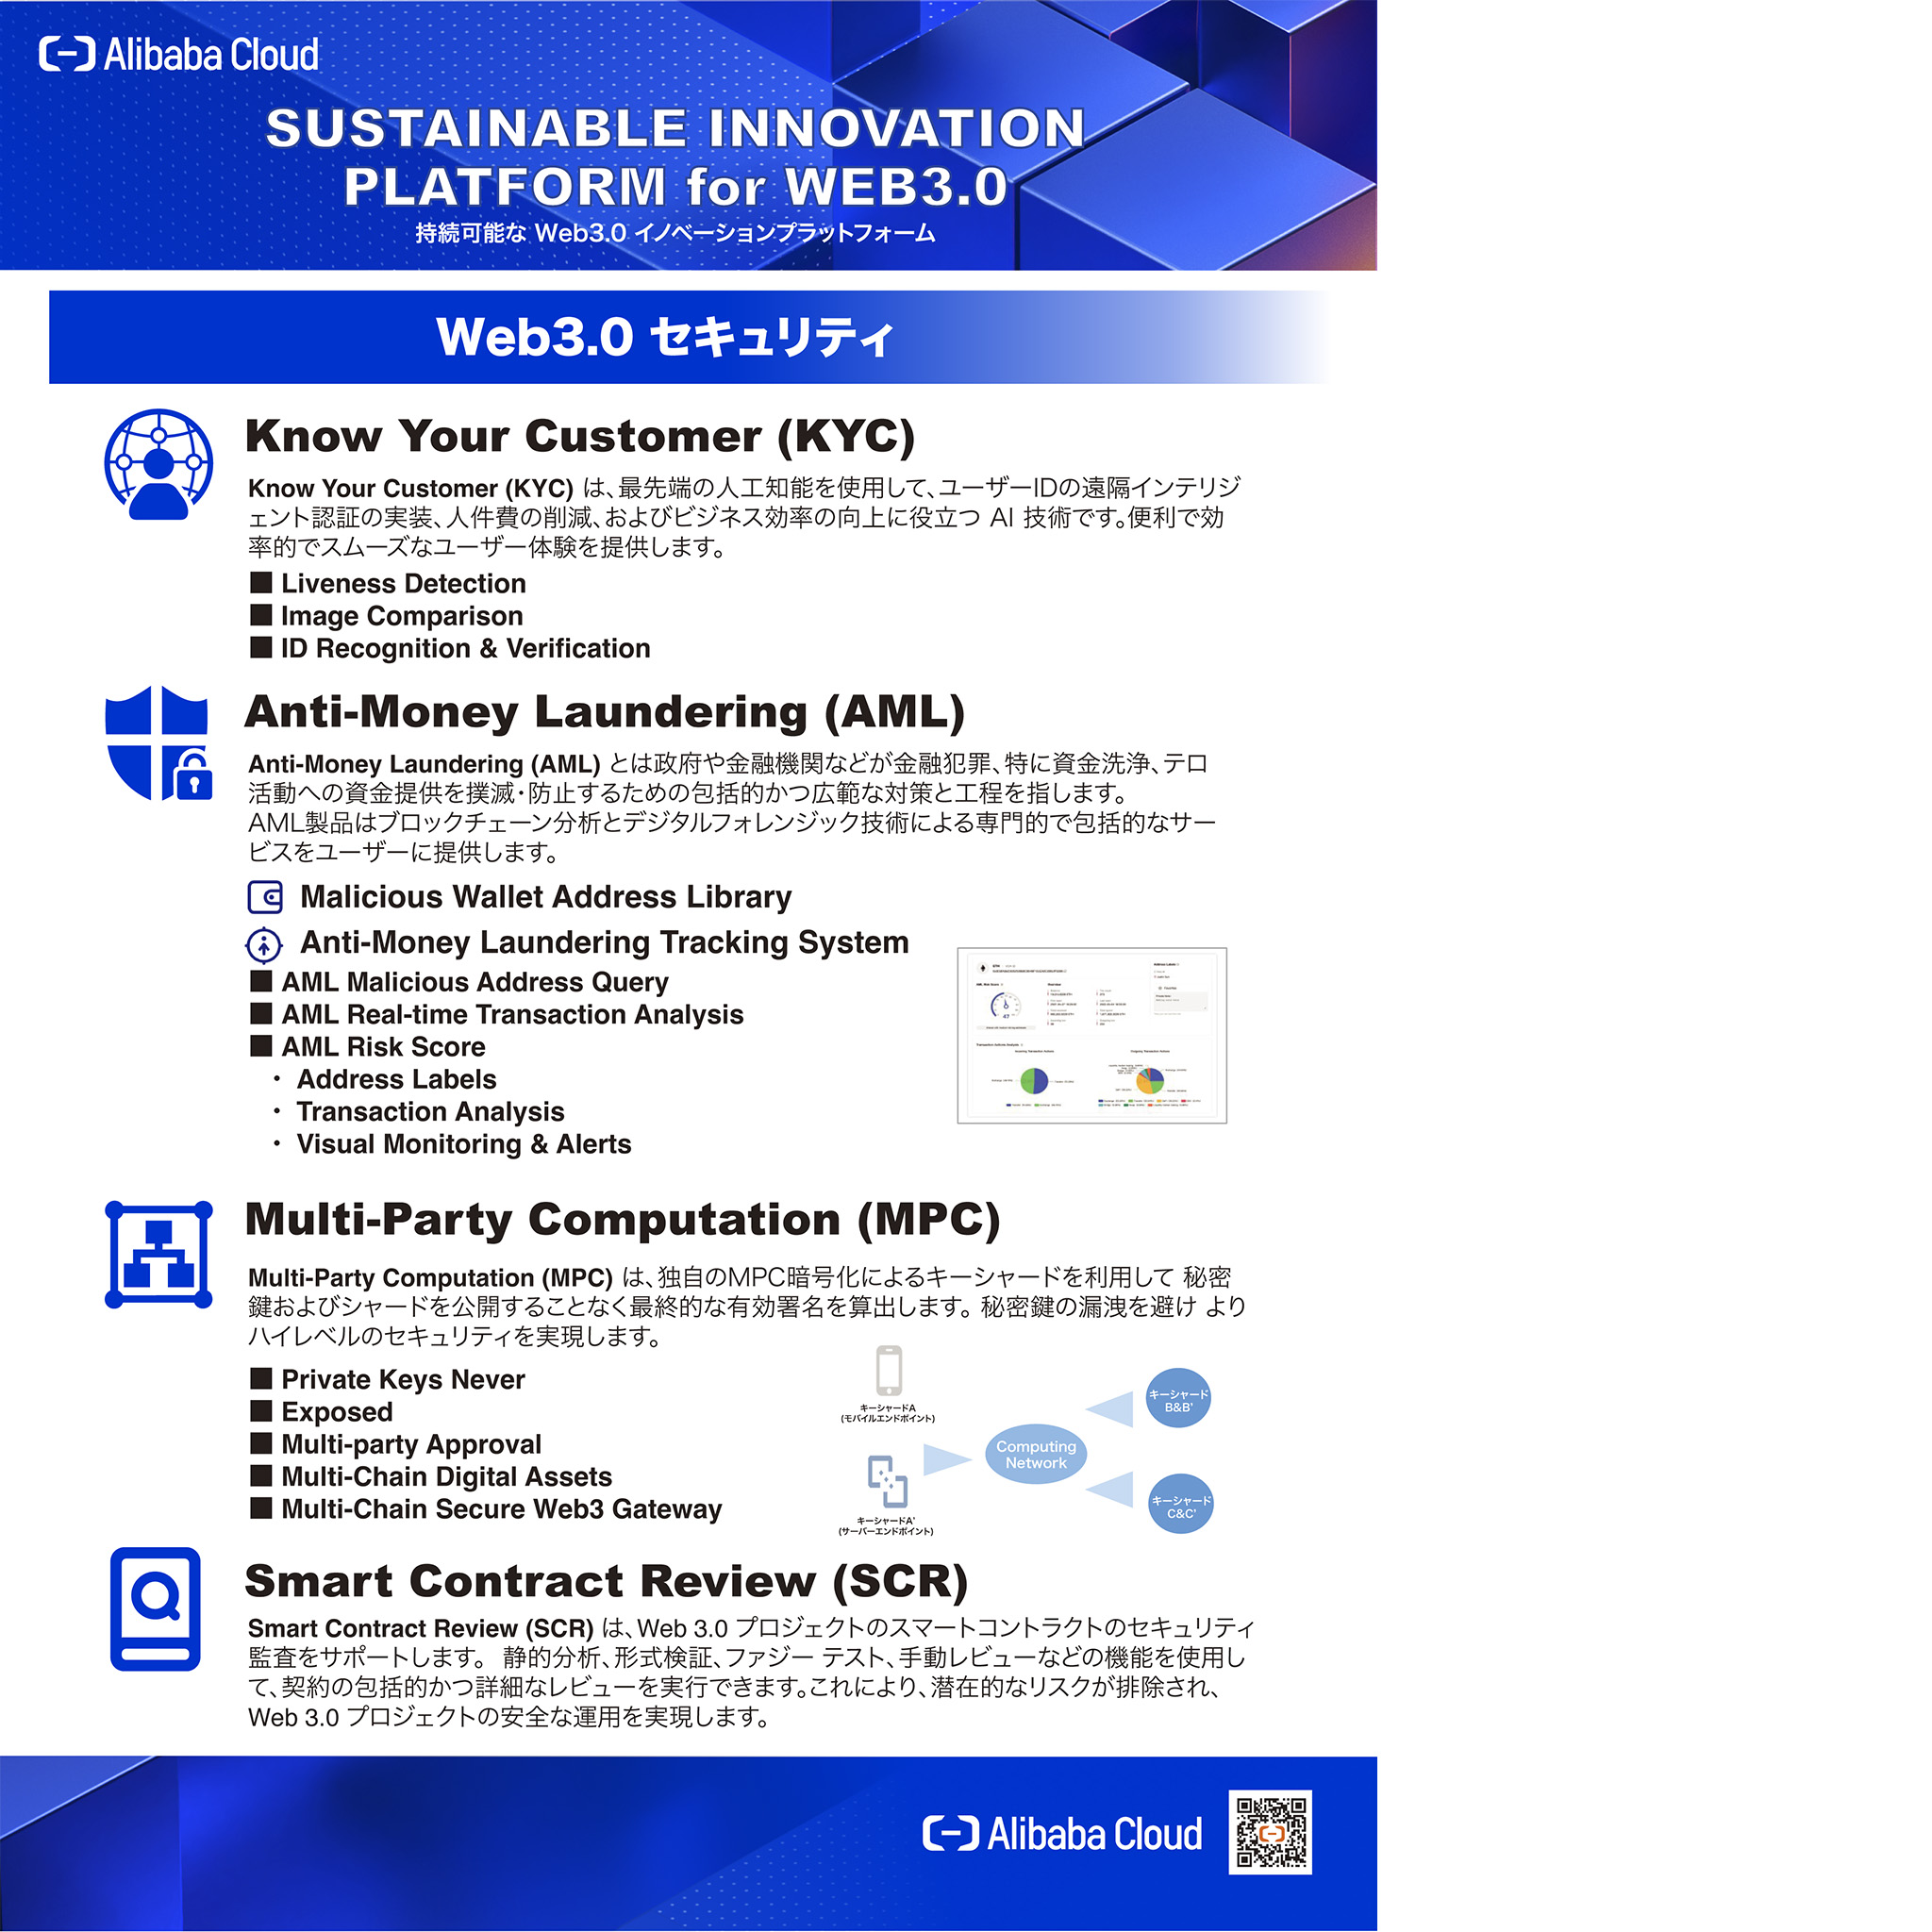 Alibaba Cloud
SUSTAINABLE INNOVATION
PLATFORM for WEB3.0
持続可能な Web3.0 イノベーションプラットフォーム
Web3.0 セキュリティ
Know Your Customer (KYC)
Know Your Customer (KYC) は、最先端の人工知能を使用して、ユーザーIDの遠隔インテリジ
ェント認証の実装、人件費の削減、およびビジネス効率の向上に役立つ AI 技術です。便利で効
率的でスムーズなユーザー体験を提供します。
■ Liveness Detection
■ Image Comparison
■ ID Recognition & Verification
Anti-Money Laundering (AML)
Anti-Money Laundering (AML) とは政府や金融機関などが金融犯罪、特に資金洗浄、テロ
活動への資金提供を撲滅・防止するための包括的かつ広範な対策と工程を指します。
AML製品はブロックチェーン分析とデジタルフォレンジック技術による専門的で包括的なサー
ビスをユーザーに提供します。
Malicious Wallet Address Library
Anti-Money Laundering Tracking System
■ AML Malicious Address Query
■ AML Real-time Transaction Analysis
■ AML Risk Score
・ Address Labels
・ Transaction Analysis
・ Visual Monitoring & Alerts
ETH
Address Labels
AML Risk Score
Overview
47
Transaction Actions Analysis
Incoming Transaction Actions
Outgoing Transaction Actions
Multi-Party Computation (MPC)
Multi-Party Computation (MPC) は、独自のMPC暗号化によるキーシャードを利用して 秘密
鍵およびシャードを公開することなく最終的な有効署名を算出します。 秘密鍵の漏洩を避け より
ハイレベルのセキュリティを実現します。
■ Private Keys Never
■ Exposed
■ Multi-party Approval
■ Multi-Chain Digital Assets
■ Multi-Chain Secure Web3 Gateway
キーシャードA
(モバイルエンドポイント)
キーシャードA'
(サーバーエンドポイント)
Computing
Network
キーシャード
B&B'
キーシャード
C&C'
Smart Contract Review (SCR)
Smart Contract Review (SCR) は、Web 3.0 プロジェクトのスマートコントラクトのセキュリティ
監査をサポートします。 静的分析、形式検証、ファジー テスト、手動レビューなどの機能を使用し
て、契約の包括的かつ詳細なレビューを実行できます。これにより、潜在的なリスクが排除され、
Web 3.0 プロジェクトの安全な運用を実現します。
Alibaba Cloud